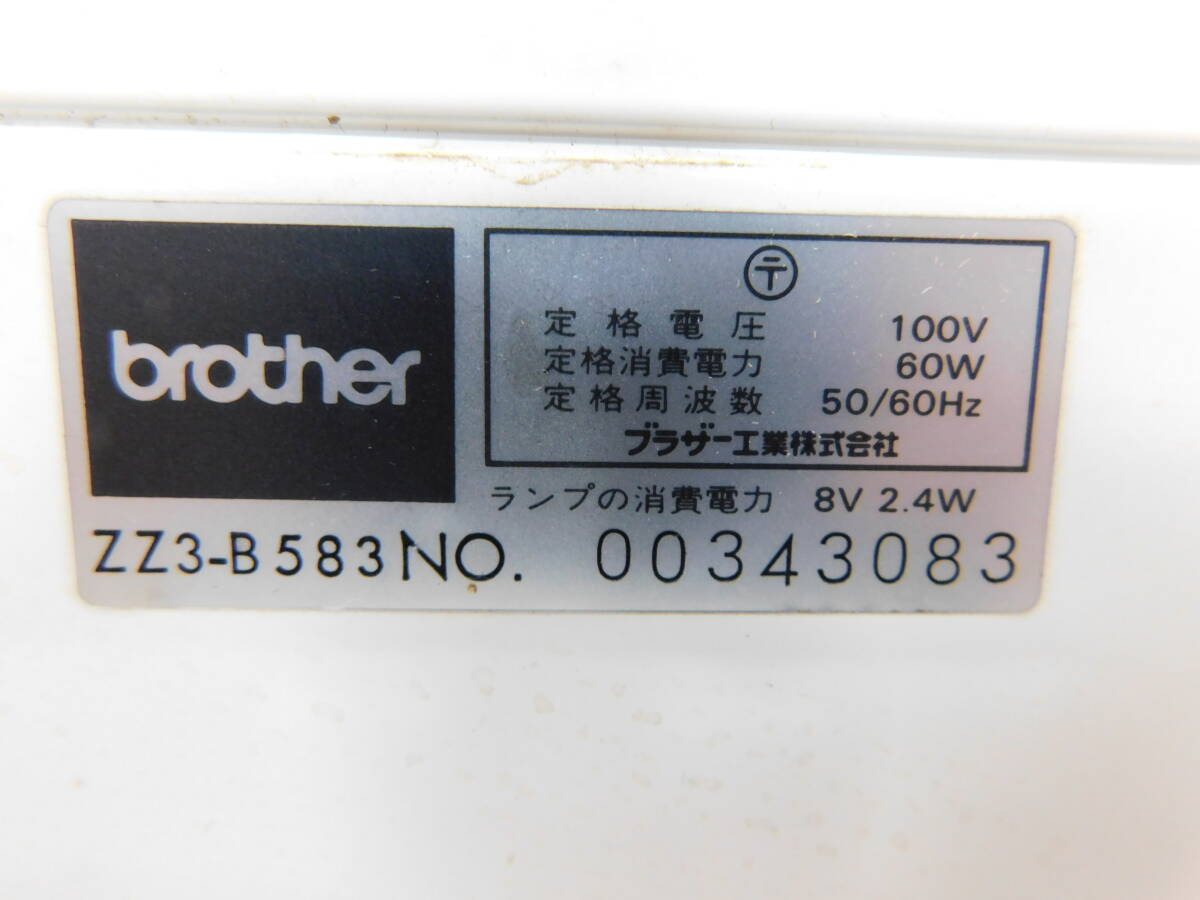 brother
〶
定格電圧 100V
定格消費電力 60W
定格周波数 50/60Hz
ブラザー工業株式会社
ランプの消費電力 8V 2.4W
ZZ3-B583 NO. 00343083